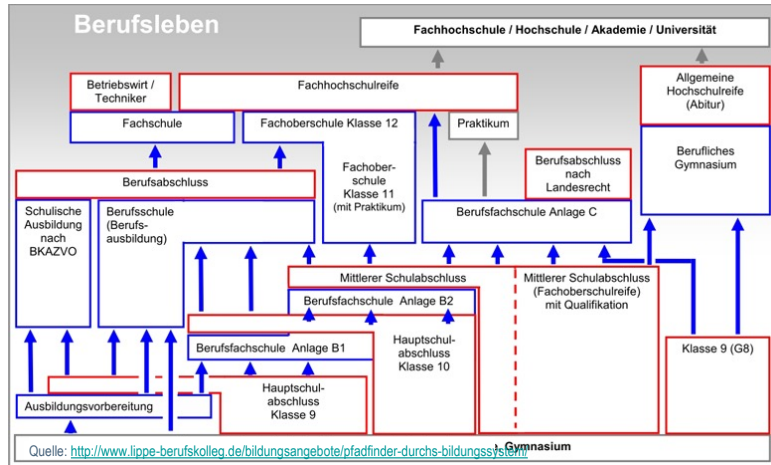 Berufsleben
Fachhochschule / Hochschule / Akademie / Universität
Betriebswirt /
Techniker
Fachhochschulreife
Allgemeine
Hochschulreife
(Abitur)
Fachschule
Fachoberschule Klasse 12
Praktikum
Berufliches
Gymnasium
Fachober-
schule
Klasse 11
(mit Praktikum)
Berufsabschluss
nach
Landesrecht
Berufsabschluss
Schulische
Ausbildung
nach
BKAZVO
Berufsschule
(Berufs-
ausbildung)
Berufsfachschule Anlage C
Mittlerer Schulabschluss
Mittlerer Schulabschluss
(Fachoberschulreife)
mit Qualifikation
Berufsfachschule Anlage B2
Berufsfachschule Anlage B1
Hauptschul-
abschluss
Klasse 10
Klasse 9 (G8)
Hauptschul-
abschluss
Klasse 9
Ausbildungsvorbereitung
Quelle: http://www.lippe-berufskolleg.de/bildungsangebote/pfadfinder-durchs-bildungssystem/
Gymnasium